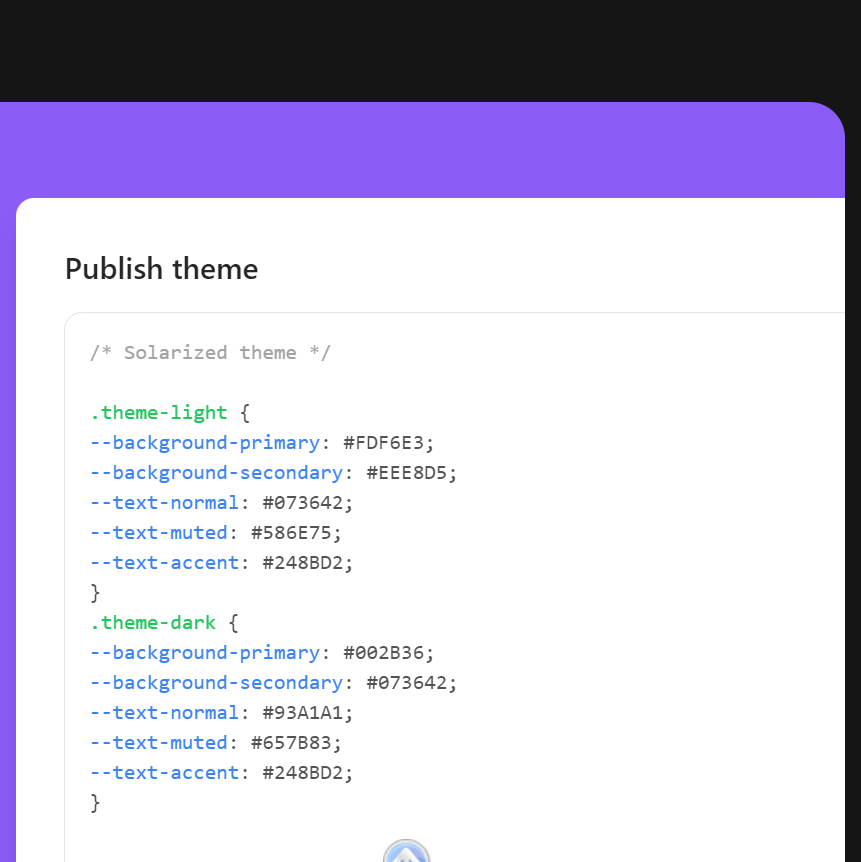 Publish theme
/* Solarized theme */
.theme-light {
--background-primary: #FDF6E3;
--background-secondary: #EEE8D5;
--text-normal: #073642;
--text-muted: #586E75;
--text-accent: #248BD2;
}
.theme-dark {
--background-primary: #002B36;
--background-secondary: #073642;
--text-normal: #93A1A1;
--text-muted: #657B83;
--text-accent: #248BD2;
}